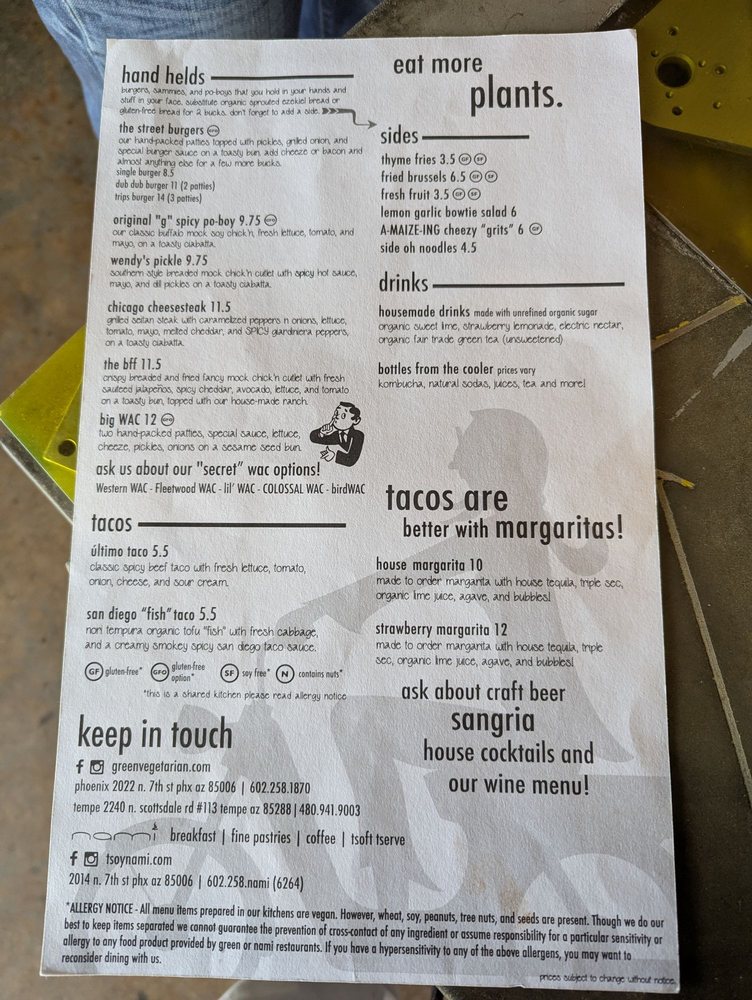 hand helds
burgers, sammies, and po-boys that you hold in your hands and
stuff in your face. substitute organic sprouted ezekiel bread or
gluten-free bread for 2 bucks. don't forget to add a side.
the street burgers GFO
our hand-packed patties topped with pickles, grilled onion, and
special burger sauce on a toasty bun. add cheeze or bacon and
almost anything else for a few more bucks.
single burger 8.5
dub dub burger 11 (2 patties)
trips burger 14 (3 patties)
original "g" spicy po-boy 9.75 GFO
our classic buffalo mock soy chick'n, fresh lettuce, tomato, and
mayo, on a toasty ciabatta.
wendy's pickle 9.75
southern style breaded mock chick'n cutlet with spicy hot sauce,
mayo, and dill pickles on a toasty ciabatta.
chicago cheesesteak 11.5
grilled seitan steak with caramelized peppers n onions, lettuce,
tomato, mayo, melted cheddar, and SPICY giardiniera peppers,
on a toasty ciabatta.
the bff 11.5
crispy breaded and fried fancy mock chick'n cutlet with fresh
sauteed jalapeños, spicy cheddar, avocado, lettuce, and tomato
on a toasty bun, topped with our house-made ranch.
big WAC 12 GFO
two hand-packed patties, special sauce, lettuce,
cheeze, pickles, onions on a sesame seed bun.
ask us about our "secret" wac options!
Western WAC - Fleetwood WAC - lil' WAC - COLOSSAL WAC - birdWAC
tacos
último taco 5.5
classic spicy beef taco with fresh lettuce, tomato,
onion, cheeze, and sour cream.
san diego "fish" taco 5.5
nori tempura organic tofu "fish" with fresh cabbage,
and a creamy smokey spicy san diego taco sauce.
GF gluten-free* GFO gluten-free option* SF soy free* N contains nuts*
*this is a shared kitchen please read allergy notice
keep in touch
greenvegetarian.com
phoenix 2022 n. 7th st phx az 85006 | 602.258.1870
tempe 2240 n. scottsdale rd #113 tempe az 85288 | 480.941.9003
nami breakfast | fine pastries | coffee | tsoft tserve
tsoynami.com
2014 n. 7th st phx az 85006 | 602.258.nami (6264)
eat more
plants.
sides
thyme fries 3.5 GF SF
fried brussels 6.5 GF SF
fresh fruit 3.5 GF SF
lemon garlic bowtie salad 6
A-MAIZE-ING cheezy "grits" 6 GF
side oh noodles 4.5
drinks
housemade drinks made with unrefined organic sugar
organic sweet lime, strawberry lemonade, electric nectar,
organic fair trade green tea (unsweetened)
bottles from the cooler prices vary
kombucha, natural sodas, juices, tea and more!
tacos are
better with margaritas!
house margarita 10
made to order margarita with house tequila, triple sec,
organic lime juice, agave, and bubbles!
strawberry margarita 12
made to order margarita with house tequila, triple
sec, organic lime juice, agave, and bubbles!
ask about craft beer
sangria
house cocktails and
our wine menu!
*ALLERGY NOTICE - All menu items prepared in our kitchens are vegan. However, wheat, soy, peanuts, tree nuts, and seeds are present. Though we do our
best to keep items separated we cannot guarantee the prevention of cross-contact of any ingredient or assume responsibility for a particular sensitivity or
allergy to any food product provided by green or nami restaurants. If you have a hypersensitivity to any of the above allergens, you may want to
reconsider dining with us.
prices subject to change without notice.